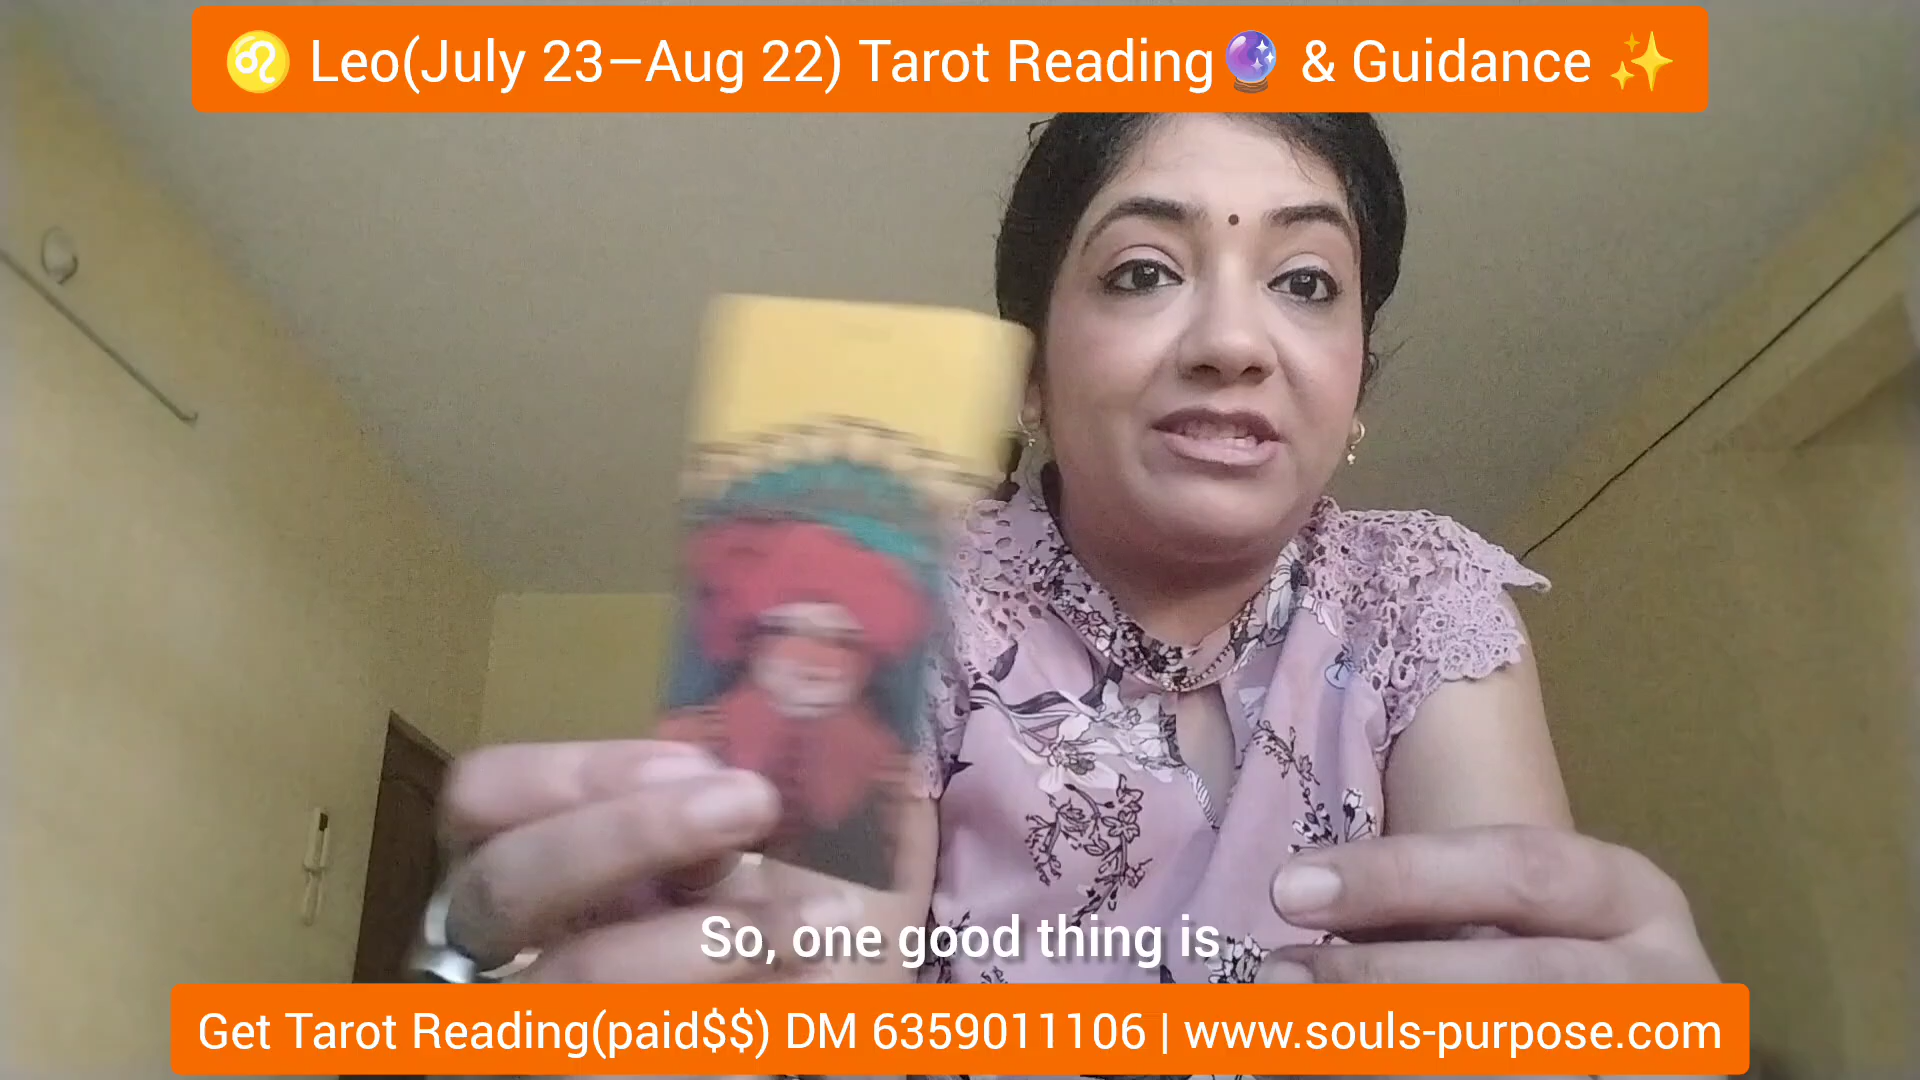 ♌ Leo(July 23–Aug 22) Tarot Reading🔮 & Guidance ✨
So, one good thing is
Get Tarot Reading(paid$$) DM 6359011106 | www.souls-purpose.com